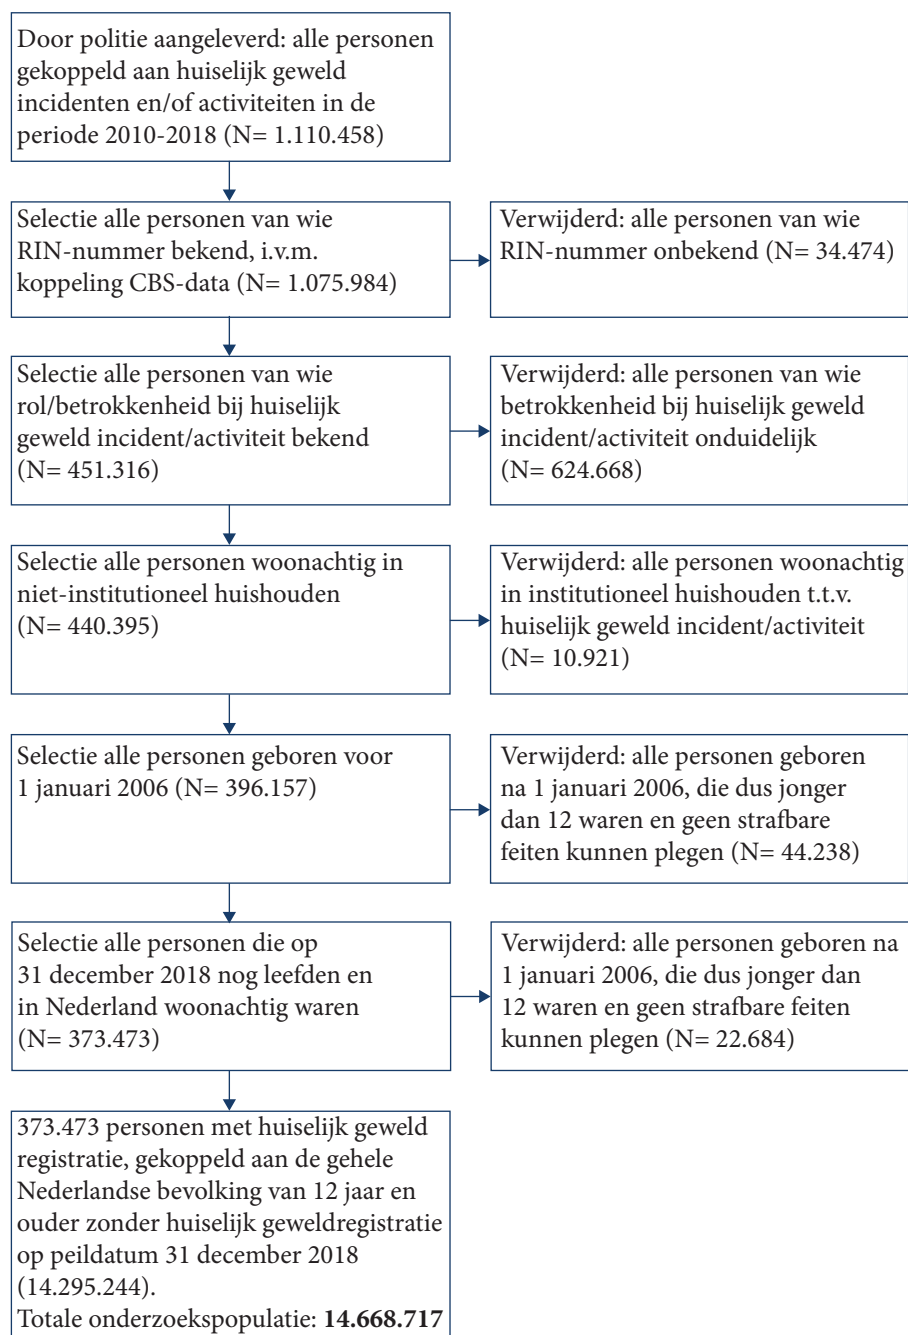 Door politie aangeleverd: alle personen
gekoppeld aan huiselijk geweld
incidenten en/of activiteiten in de
periode 2010-2018 (N= 1.110.458)
Selectie alle personen van wie
RIN-nummer bekend, i.v.m.
koppeling CBS-data (N= 1.075.984)
Verwijderd: alle personen van wie
RIN-nummer onbekend (N= 34.474)
Selectie alle personen van wie
rol/betrokkenheid bij huiselijk
geweld incident/activiteit bekend
(N= 451.316)
Verwijderd: alle personen van wie
betrokkenheid bij huiselijk geweld
incident/activiteit onduidelijk
(N= 624.668)
Selectie alle personen woonachtig in
niet-institutioneel huishouden
(N= 440.395)
Verwijderd: alle personen woonachtig
in institutioneel huishouden t.t.v.
huiselijk geweld incident/activiteit
(N= 10.921)
Selectie alle personen geboren voor
1 januari 2006 (N= 396.157)
Verwijderd: alle personen geboren
na 1 januari 2006, die dus jonger
dan 12 waren en geen strafbare
feiten kunnen plegen (N= 44.238)
Selectie alle personen die op
31 december 2018 nog leefden en
in Nederland woonachtig waren
(N= 373.473)
Verwijderd: alle personen geboren na
1 januari 2006, die dus jonger dan
12 waren en geen strafbare feiten
kunnen plegen (N= 22.684)
373.473 personen met huiselijk geweld
registratie, gekoppeld aan de gehele
Nederlandse bevolking van 12 jaar en
ouder zonder huiselijk geweldregistratie
op peildatum 31 december 2018
(14.295.244).
Totale onderzoekspopulatie: 14.668.717